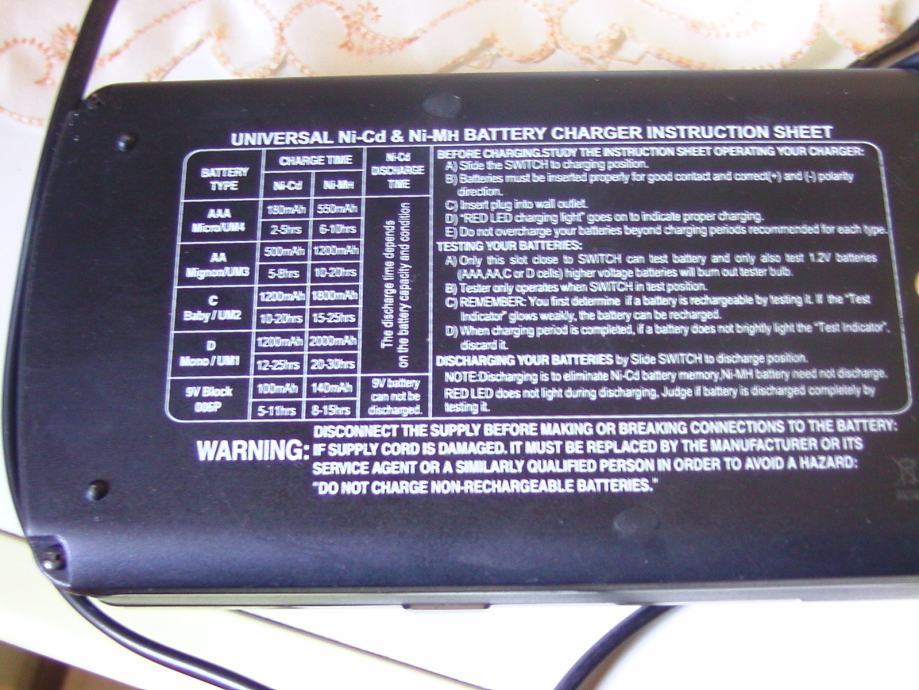 UNIVERSAL Ni-Cd & Ni-MH BATTERY CHARGER INSTRUCTION SHEET
BATTERY TYPE
CHARGE TIME
Ni-Cd
DISCHARGE
TIME
Ni-Cd Ni-MH
AAA
Micro/UM4
180mAh 550mAh
2-5hrs 6-10hrs
AA
Mignon/UM3
500mAh 1200mAh
5-8hrs 10-20hrs
C
Baby / UM2
1200mAh 1800mAh
10-20hrs 15-25hrs
D
Mono / UM1
1200mAh 2000mAh
12-25hrs 20-30hrs
9V Block
006P
100mAh 140mAh
5-11hrs 8-15hrs
The discharge time depends
on the battery capacity and condition
9V battery
can not be
discharged.
BEFORE CHARGING.STUDY THE INSTRUCTION SHEET OPERATING YOUR CHARGER:
A) Slide the SWITCH to charging position.
B) Batteries must be inserted properly for good contact and correct(+) and (-) polarity
direction.
C) Insert plug into wall outlet.
D) "RED LED charging light" goes on to indicate proper charging.
E) Do not overcharge your batteries beyond charging periods recommended for each type.
TESTING YOUR BATTERIES:
A) Only this slot close to SWITCH can test battery and only also test 1.2V batteries
(AAA,AA,C or D cells) higher voltage batteries will burn out tester bulb.
B) Tester only operates when SWITCH in test position.
C) REMEMBER: You first determine if a battery is rechargeable by testing it. If the "Test
Indicator" glows weakly, the battery can be recharged.
D) When charging period is completed, if a battery does not brightly light the "Test Indicator",
discard it.
DISCHARGING YOUR BATTERIES by Slide SWITCH to discharge position.
NOTE:Discharging is to eliminate Ni-Cd battery memory,Ni-MH battery need not discharge.
RED LED does not light during discharging, Judge if battery is discharged completely by
testing it.
WARNING:
DISCONNECT THE SUPPLY BEFORE MAKING OR BREAKING CONNECTIONS TO THE BATTERY:
IF SUPPLY CORD IS DAMAGED. IT MUST BE REPLACED BY THE MANUFACTURER OR ITS
SERVICE AGENT OR A SIMILARLY QUALIFIED PERSON IN ORDER TO AVOID A HAZARD:
"DO NOT CHARGE NON-RECHARGEABLE BATTERIES."